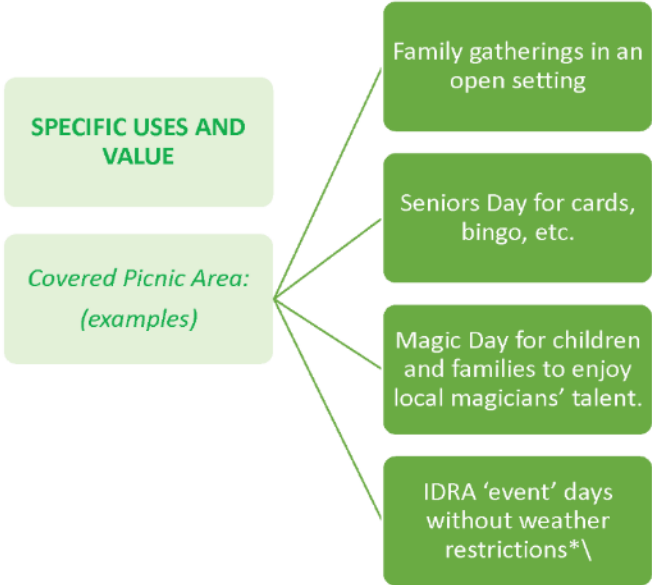 SPECIFIC USES AND
VALUE
Covered Picnic Area:
(examples)
Family gatherings in an
open setting
Seniors Day for cards,
bingo, etc.
Magic Day for children
and families to enjoy
local magicians’ talent.
IDRA ‘event’ days
without weather
restrictions*\